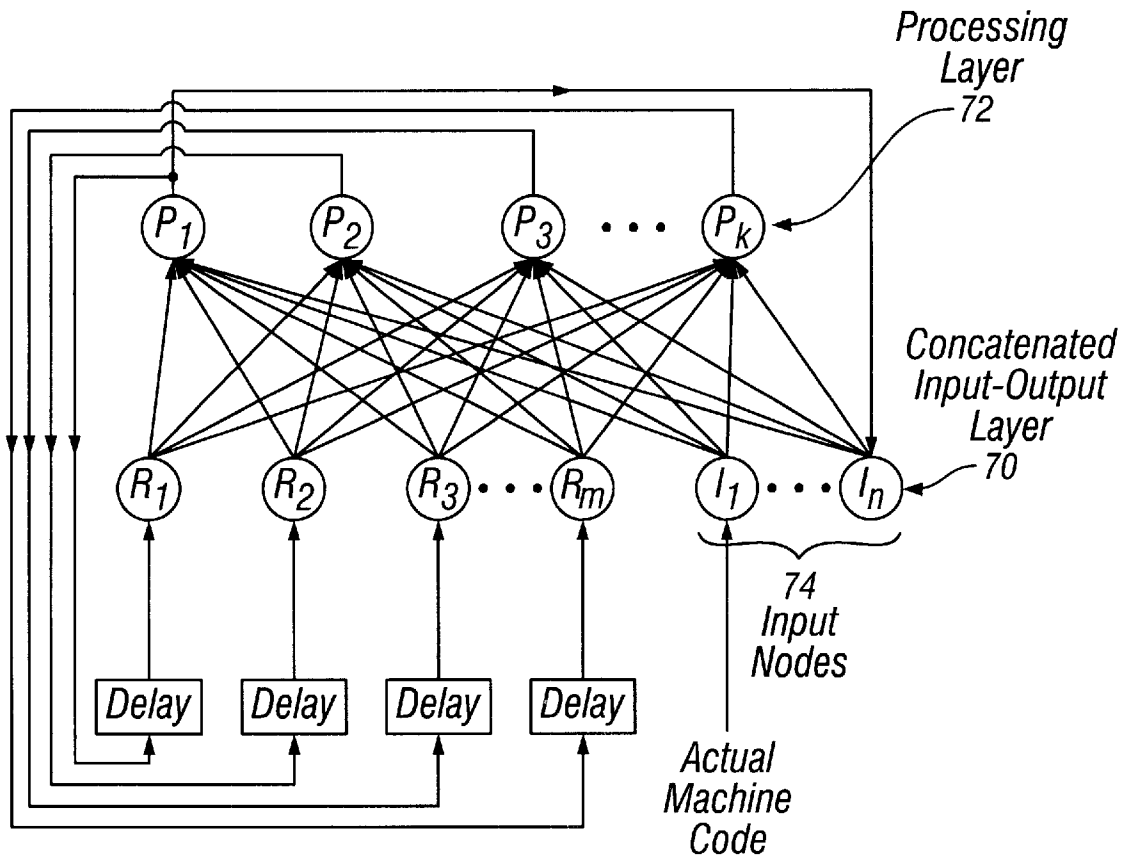 Processing
Layer
72
P1
P2
P3
...
Pk
Concatenated
Input-Output
Layer
70
R1
R2
R3
...
Rm
I1
...
In
74
Input
Nodes
Delay
Delay
Delay
Delay
Actual
Machine
Code